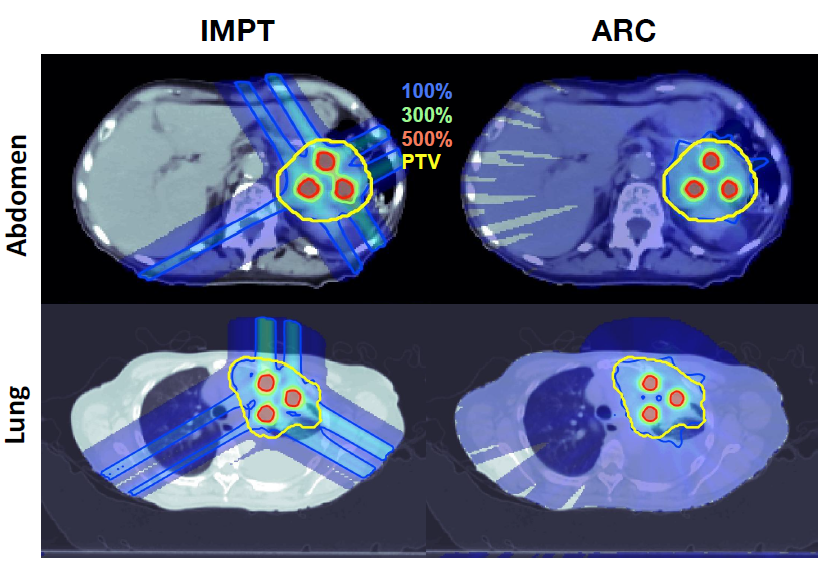 IMPT
ARC
Abdomen
100%
300%
500%
PTV
Lung